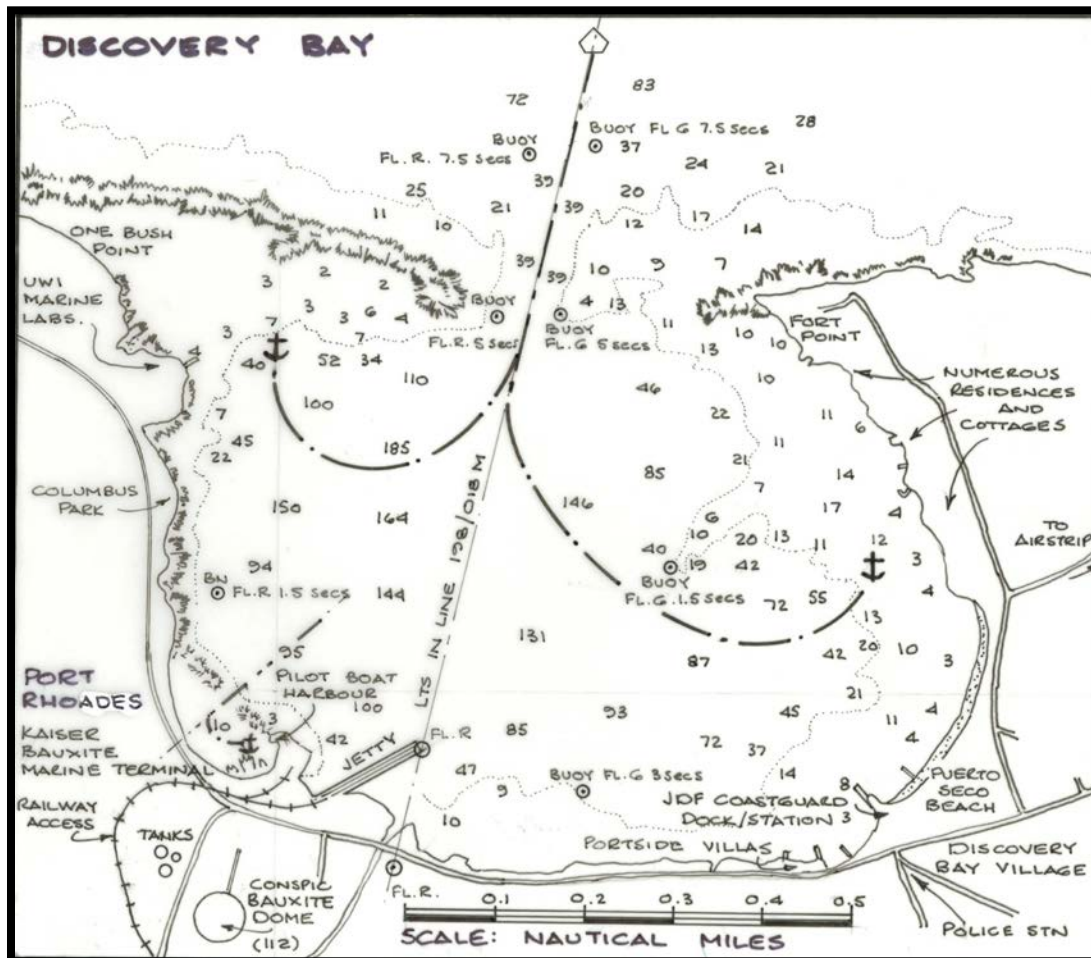 DISCOVERY BAY
83
72
28
BUOY FL G 7.5 SECS
BUOY
FL. R. 7.5 SECS
37
24
21
39
25
20
11
21
39
17
10
12
14
ONE BUSH
POINT
39
39
10
9
7
3
2
2
UWI
MARINE
LABS.
3
6
4
3
BUOY
FL. R. 5 SECS
4
13
BUOY
FL. G 5 SECS
11
10
10
FORT
POINT
3
7
7
4
40
52
34
13
NUMEROUS
RESIDENCES
AND
COTTAGES
110
46
10
100
7
22
11
6
45
185
11
22
21
85
14
COLUMBUS
PARK
7
150
164
146
17
4
6
TO
AIRSTRIP
10
20
13
11
12
40
19
42
3
94
BUOY
FL. G. 1.5 SECS
BN
FL. R 1.5 SECS
144
72
55
4
LTS IN LINE 198/018 M
13
131
20
10
95
87
42
3
PORT
RHOADES
PILOT BOAT
HARBOUR
21
100
93
45
4
110
3
11
KAISER
BAUXITE
MARINE TERMINAL
42
JETTY
FL. R
85
72
37
4
47
BUOY FL. G 3 SECS
14
8
PUERTO
SECO
BEACH
RAILWAY
ACCESS
9
JDF COASTGUARD
DOCK/STATION
3
10
TANKS
PORTSIDE VILLAS
DISCOVERY
BAY VILLAGE
CONSPIC
BAUXITE
DOME
(112)
FL. R.
0.1
0.2
0.3
0.4
0.5
SCALE: NAUTICAL MILES
POLICE STN